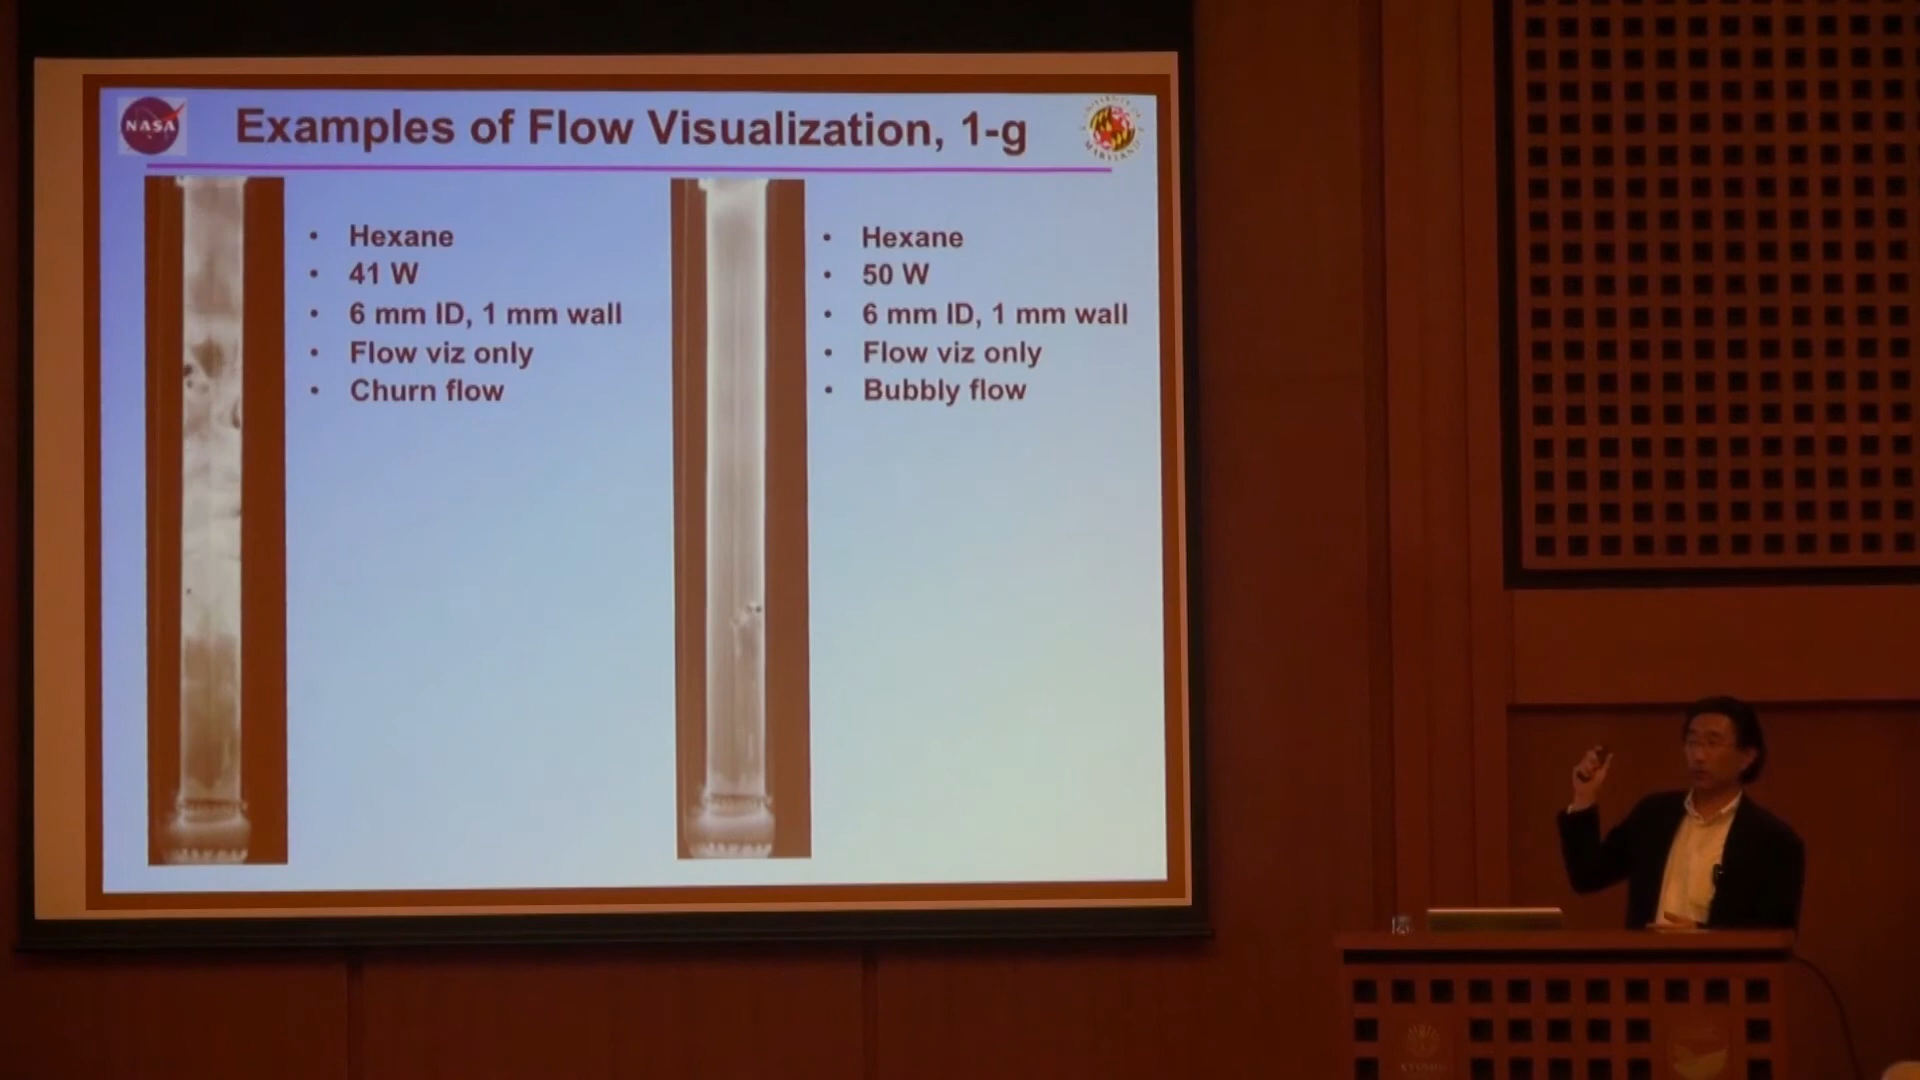 NASA
Examples of Flow Visualization, 1-g
MARYLAND
• Hexane
• 41 W
• 6 mm ID, 1 mm wall
• Flow viz only
• Churn flow
• Hexane
• 50 W
• 6 mm ID, 1 mm wall
• Flow viz only
• Bubbly flow